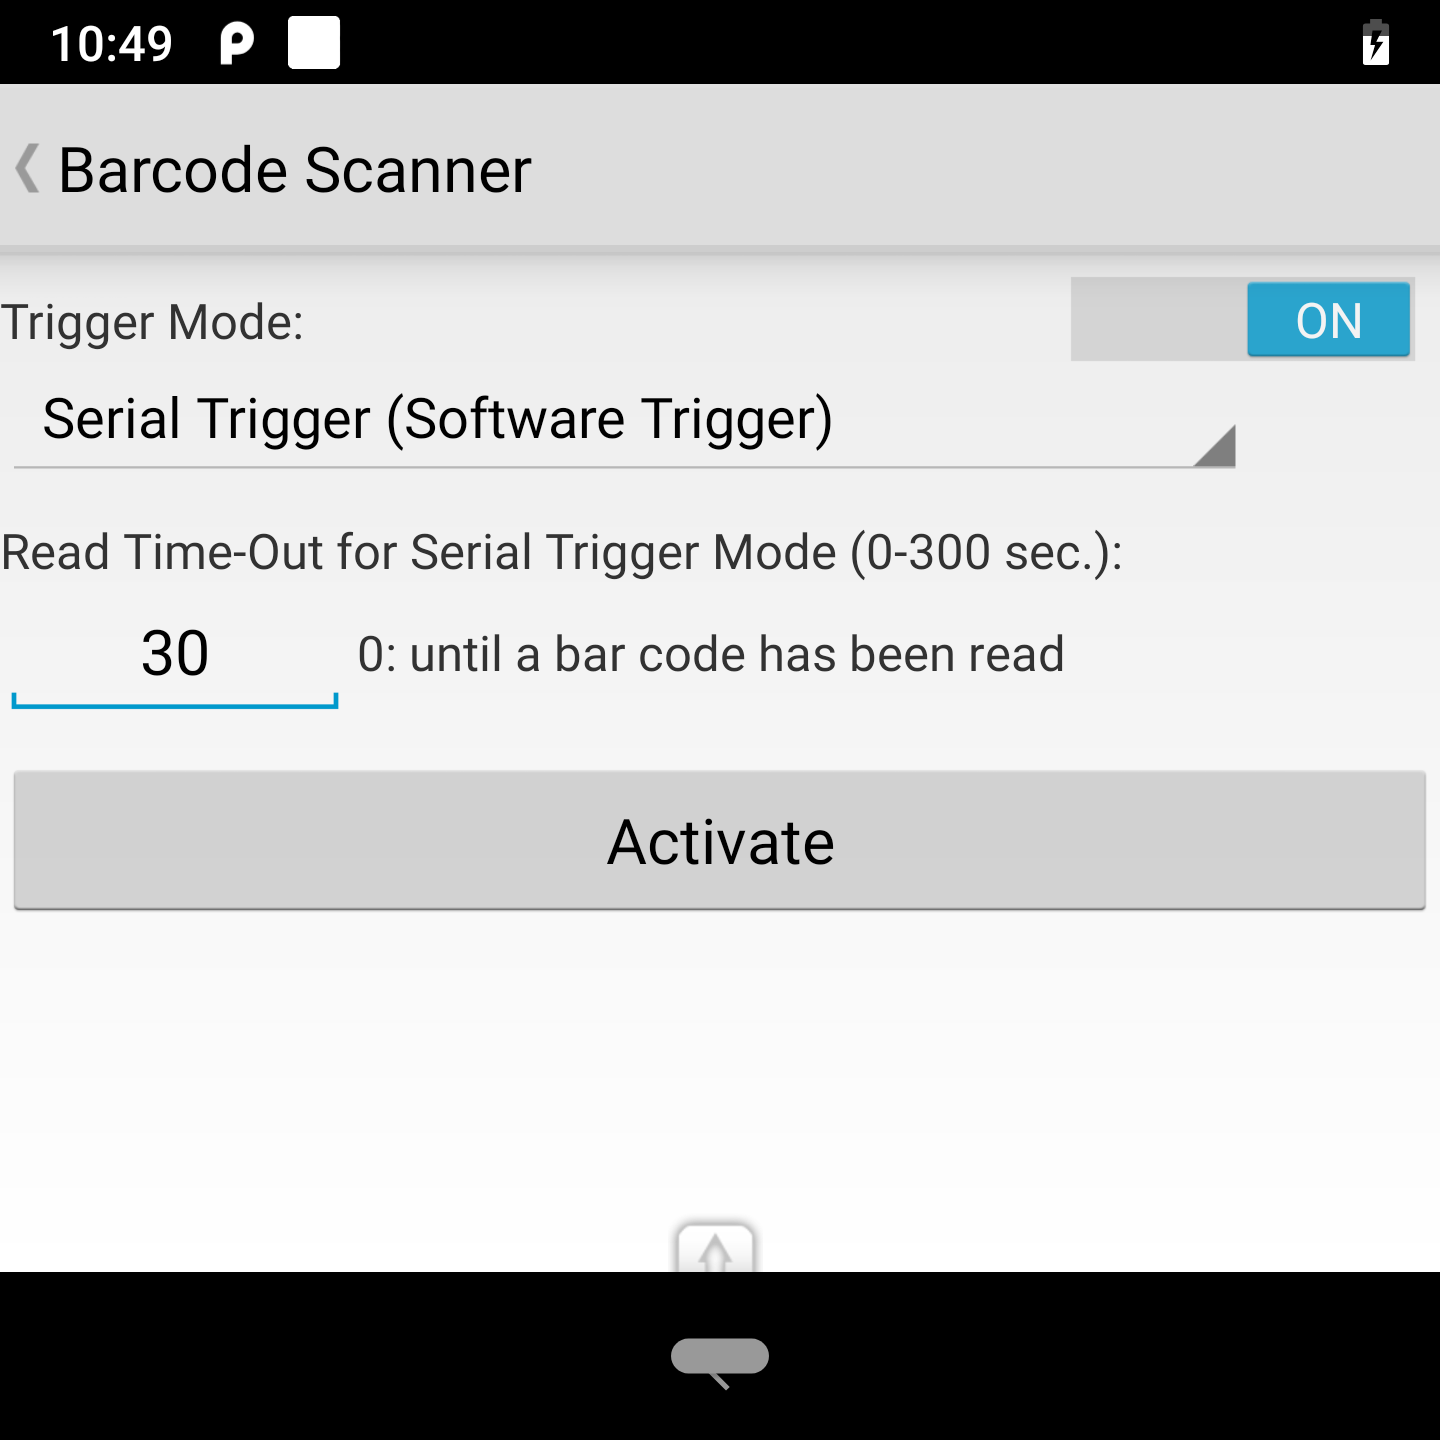 10:49
Barcode Scanner
Trigger Mode:
ON
Serial Trigger (Software Trigger)
Read Time-Out for Serial Trigger Mode (0-300 sec.):
30 0: until a bar code has been read
Activate